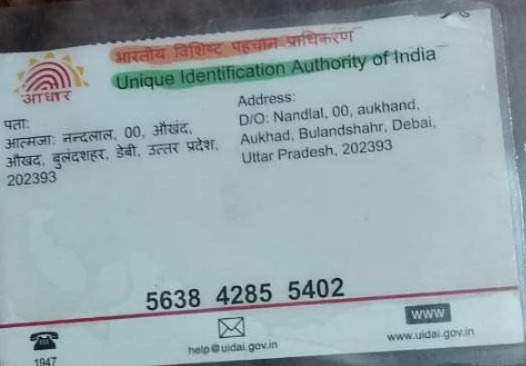 भारतीय विशिष्ट पहचान प्राधिकरण
Unique Identification Authority of India
आधार
पता:
आत्मजा: नन्दलाल, 00, औखंद,
औखद, बुलंदशहर, डेबी, उत्तर प्रदेश,
202393
Address:
D/O: Nandlal, 00, aukhand,
Aukhad, Bulandshahr, Debai,
Uttar Pradesh, 202393
5638 4285 5402
1947
help@uidai.gov.in
www
www.uidai.gov.in